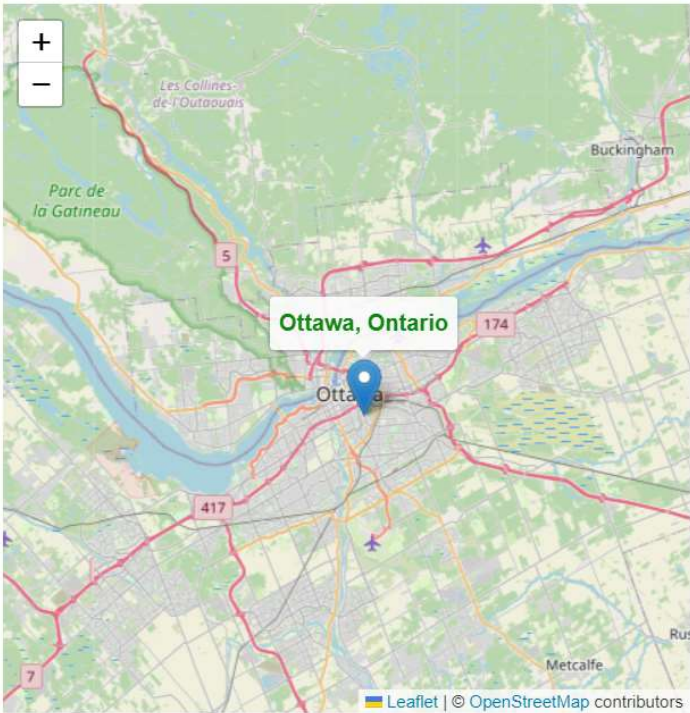 +
−
Les Collines-
de-l'Outaouais
Buckingham
Parc de
la Gatineau
5
Ottawa, Ontario
174
Ottawa
417
7
Metcalfe
Leaflet | © OpenStreetMap contributors